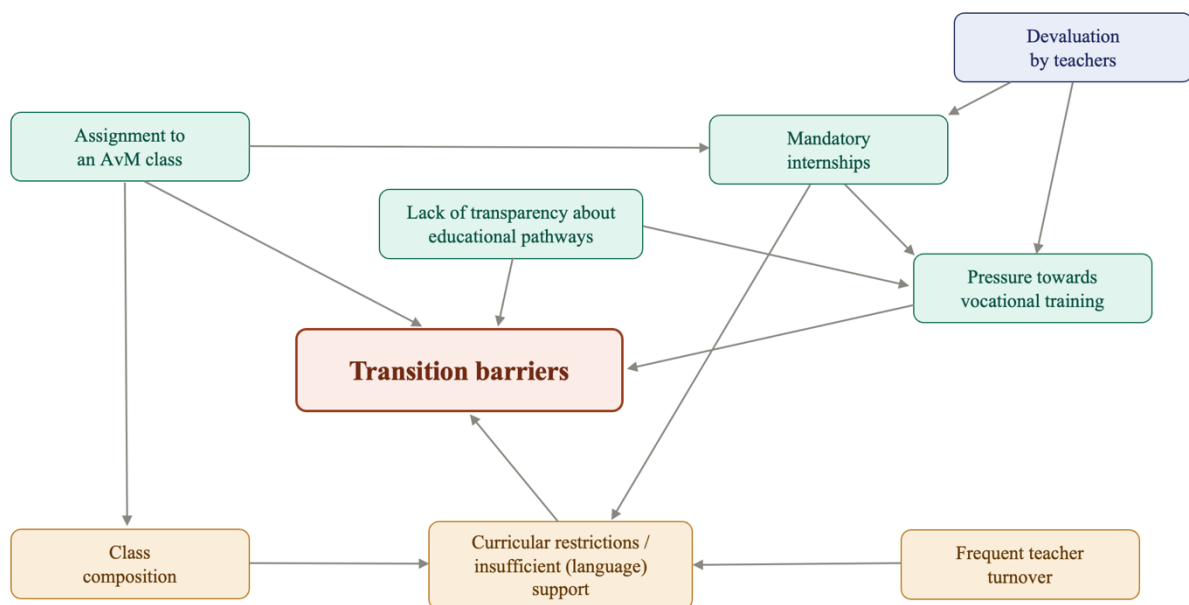 Devaluation
by teachers
Assignment to
an AvM class
Mandatory
internships
Lack of transparency about
educational pathways
Pressure towards
vocational training
Transition barriers
Class
composition
Curricular restrictions /
insufficient (language)
support
Frequent teacher
turnover